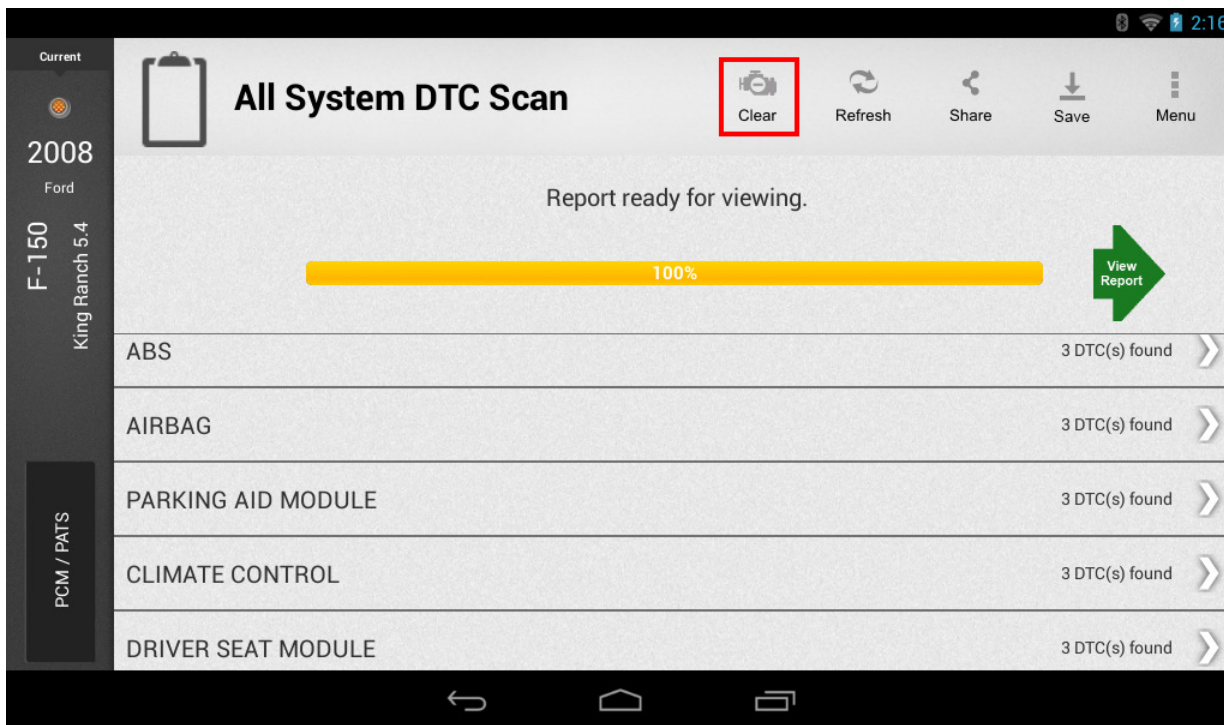 2:16
Current
2008
Ford
F-150
King Ranch 5.4
PCM / PATS
All System DTC Scan
Clear
Refresh
Share
Save
Menu
Report ready for viewing.
100%
View
Report
ABS 3 DTC(s) found
AIRBAG 3 DTC(s) found
PARKING AID MODULE 3 DTC(s) found
CLIMATE CONTROL 3 DTC(s) found
DRIVER SEAT MODULE 3 DTC(s) found